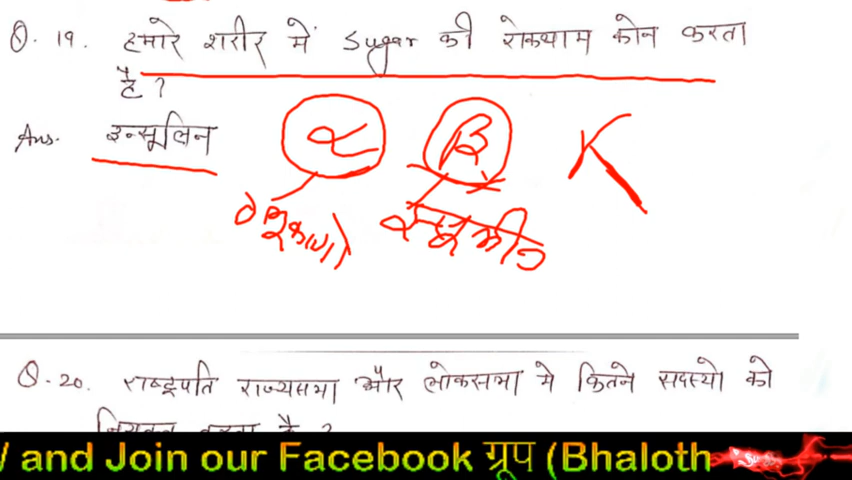 Q. 19. हमारे शरीर में Sugar की रोकथाम कोन करता
है ?
Ans. इन्सूलिन
α β K
Q. 20. राष्ट्रपति राज्यसभा और लोकसभा मे कितने सदस्यो को
and Join our Facebook ग्रूप (Bhaloth